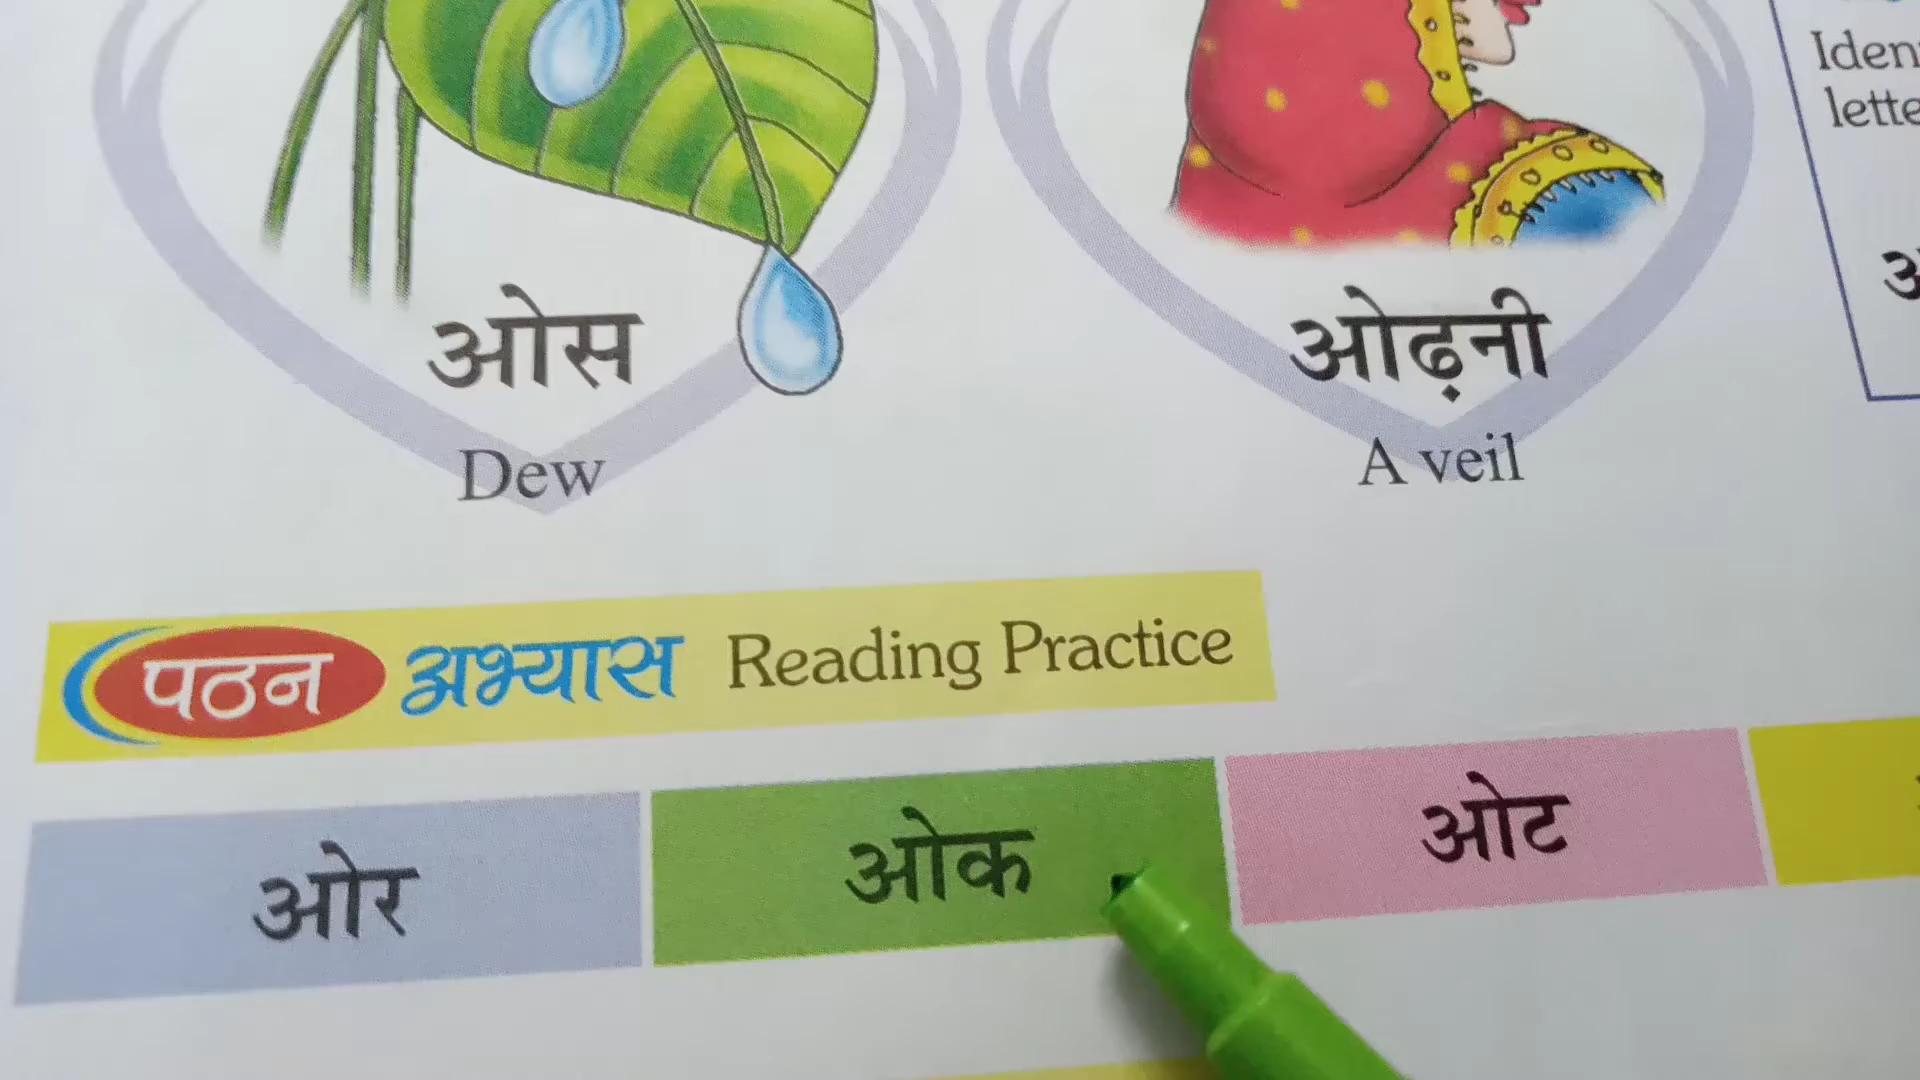 ओस
Dew
ओढ़नी
A veil
पठन अभ्यास Reading Practice
ओर
ओक
ओट